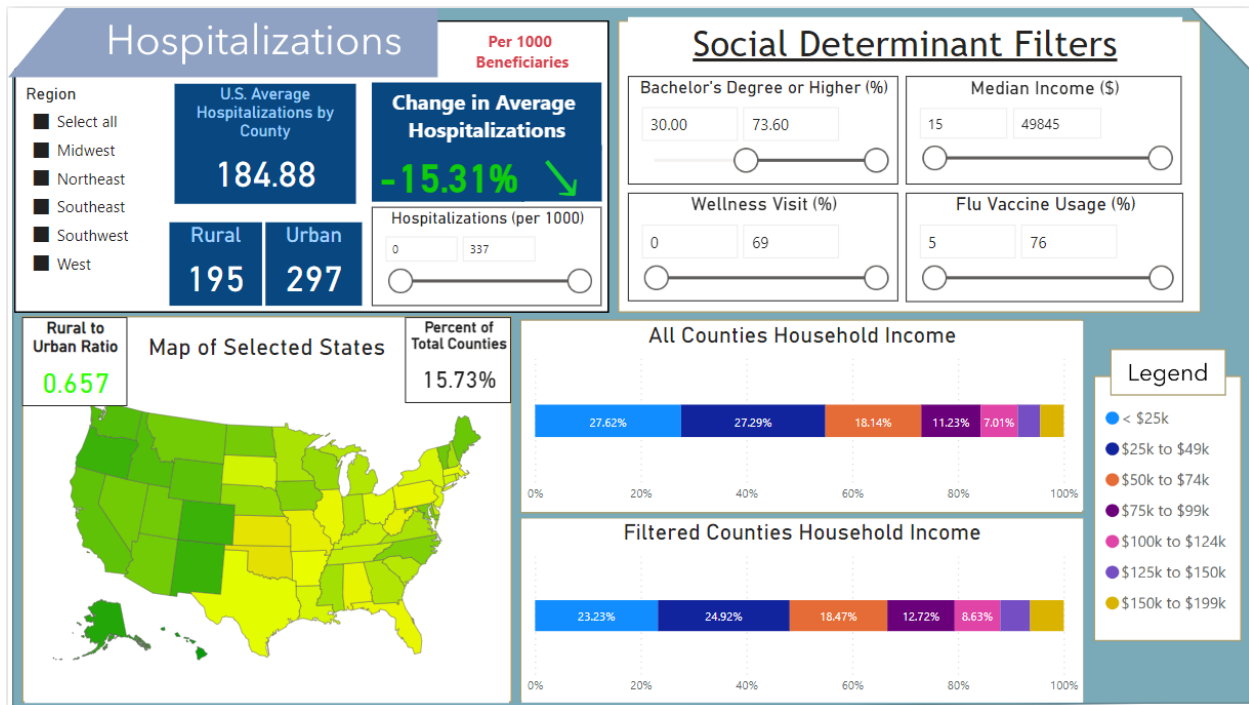 Hospitalizations
Per 1000
Beneficiaries
Region
Select all
Midwest
Northeast
Southeast
Southwest
West
U.S. Average
Hospitalizations by
County
184.88
Change in Average
Hospitalizations
-15.31%
Rural
195
Urban
297
Hospitalizations (per 1000)
0
337
Social Determinant Filters
Bachelor's Degree or Higher (%)
30.00
73.60
Median Income ($)
15
49845
Wellness Visit (%)
0
69
Flu Vaccine Usage (%)
5
76
Rural to
Urban Ratio
0.657
Map of Selected States
Percent of
Total Counties
15.73%
All Counties Household Income
27.62%
27.29%
18.14%
11.23%
7.01%
0%
20%
40%
60%
80%
100%
Filtered Counties Household Income
23.23%
24.92%
18.47%
12.72%
8.63%
0%
20%
40%
60%
80%
100%
Legend
< $25k
$25k to $49k
$50k to $74k
$75k to $99k
$100k to $124k
$125k to $150k
$150k to $199k